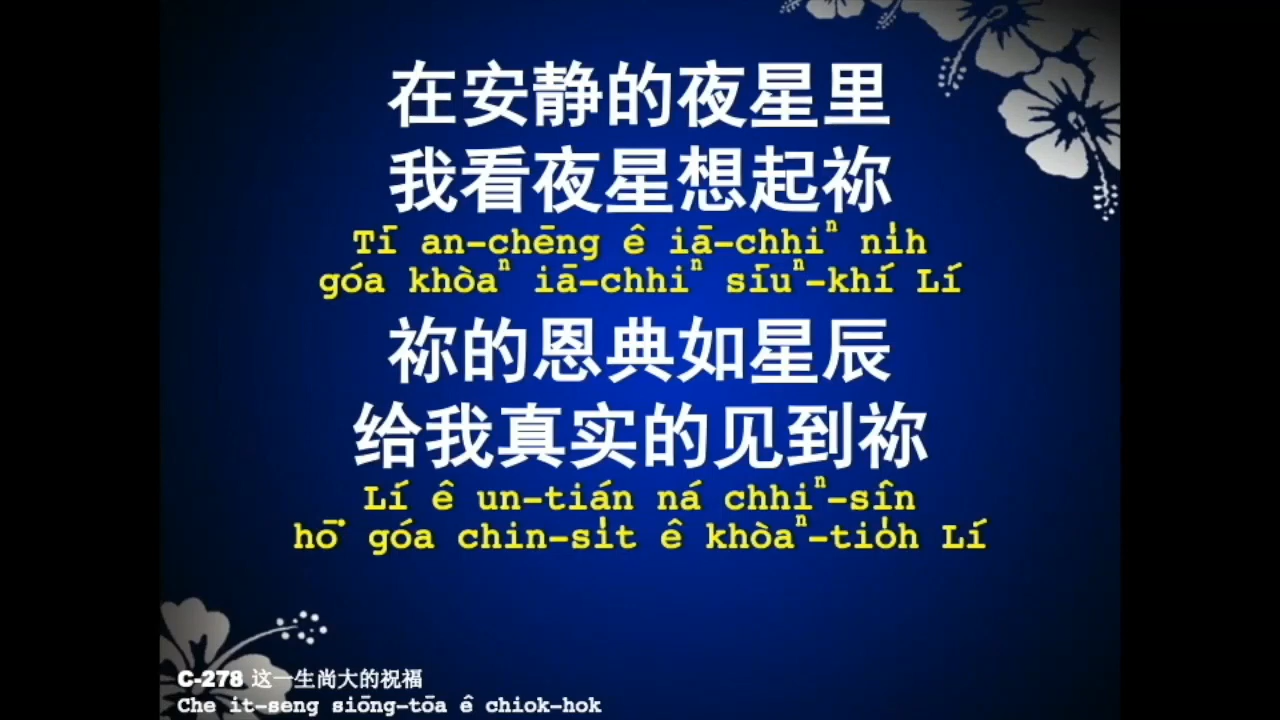 在安静的夜星里
我看夜星想起祢
Tī an-chēng ê iā-chhiⁿ ni̍h
góa khòaⁿ iā-chhiⁿ sīuⁿ-khí Lí
祢的恩典如星辰
给我真实的见到祢
Lí ê un-tián ná chhiⁿ-sîn
hō͘ góa chin-si̍t ê khòaⁿ-tio̍h Lí
C-278 这一生尚大的祝福
Che it-seng siōng-tōa ê chiok-hok